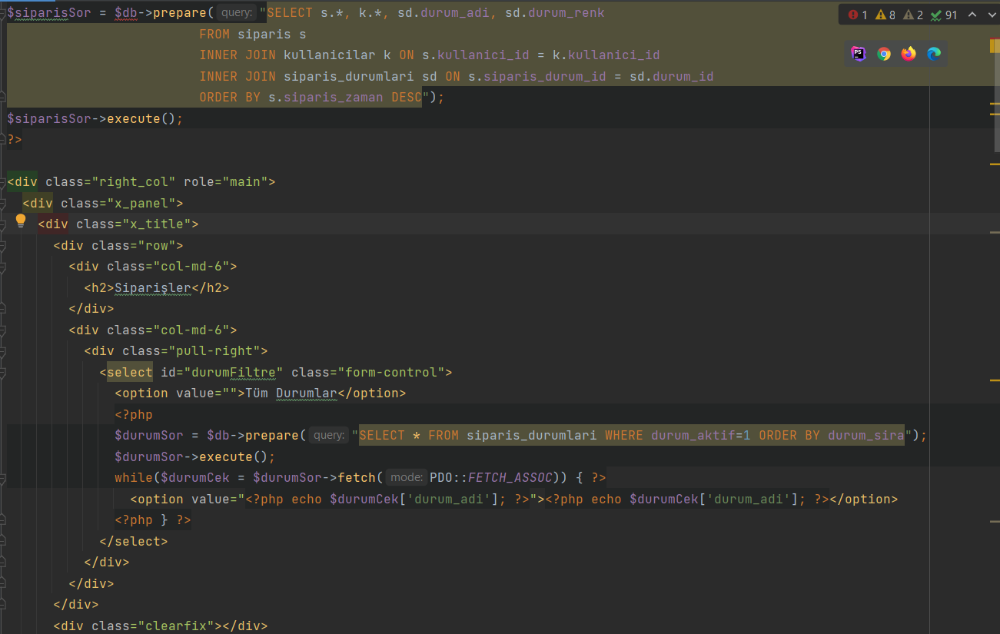 $siparisSor = $db->prepare( query: "SELECT s.*, k.*, sd.durum_adi, sd.durum_renk
FROM siparis s
INNER JOIN kullanicilar k ON s.kullanici_id = k.kullanici_id
INNER JOIN siparis_durumlari sd ON s.siparis_durum_id = sd.durum_id
ORDER BY s.siparis_zaman DESC");
$siparisSor->execute();
?>
<div class="right_col" role="main">
<div class="x_panel">
<div class="x_title">
<div class="row">
<div class="col-md-6">
<h2>Siparişler</h2>
</div>
<div class="col-md-6">
<div class="pull-right">
<select id="durumFiltre" class="form-control">
<option value="">Tüm Durumlar</option>
<?php
$durumSor = $db->prepare( query: "SELECT * FROM siparis_durumlari WHERE durum_aktif=1 ORDER BY durum_sira");
$durumSor->execute();
while($durumCek = $durumSor->fetch( mode: PDO::FETCH_ASSOC)) { ?>
<option value="<?php echo $durumCek['durum_adi']; ?>"><?php echo $durumCek['durum_adi']; ?></option>
<?php } ?>
</select>
</div>
</div>
</div>
<div class="clearfix"></div>
1 8 2 91
PS